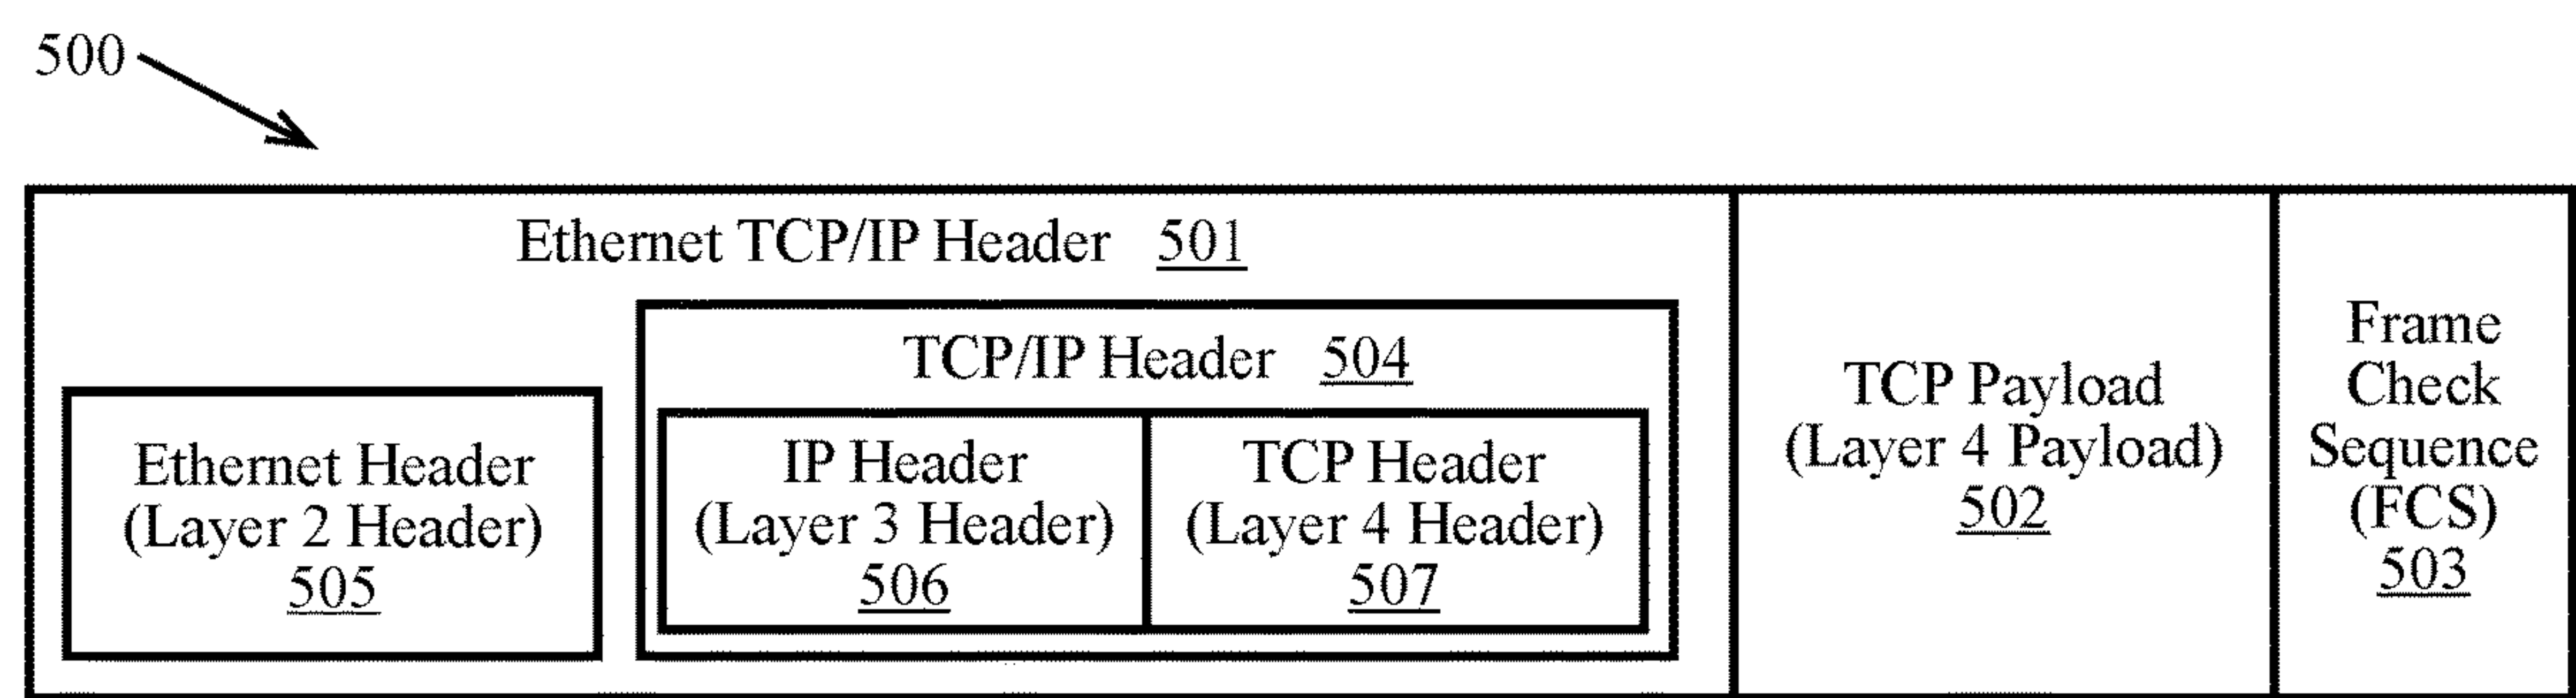 500
Ethernet TCP/IP Header 501
TCP/IP Header 504
Ethernet Header
(Layer 2 Header)
505
IP Header
(Layer 3 Header)
506
TCP Header
(Layer 4 Header)
507
TCP Payload
(Layer 4 Payload)
502
Frame
Check
Sequence
(FCS)
503